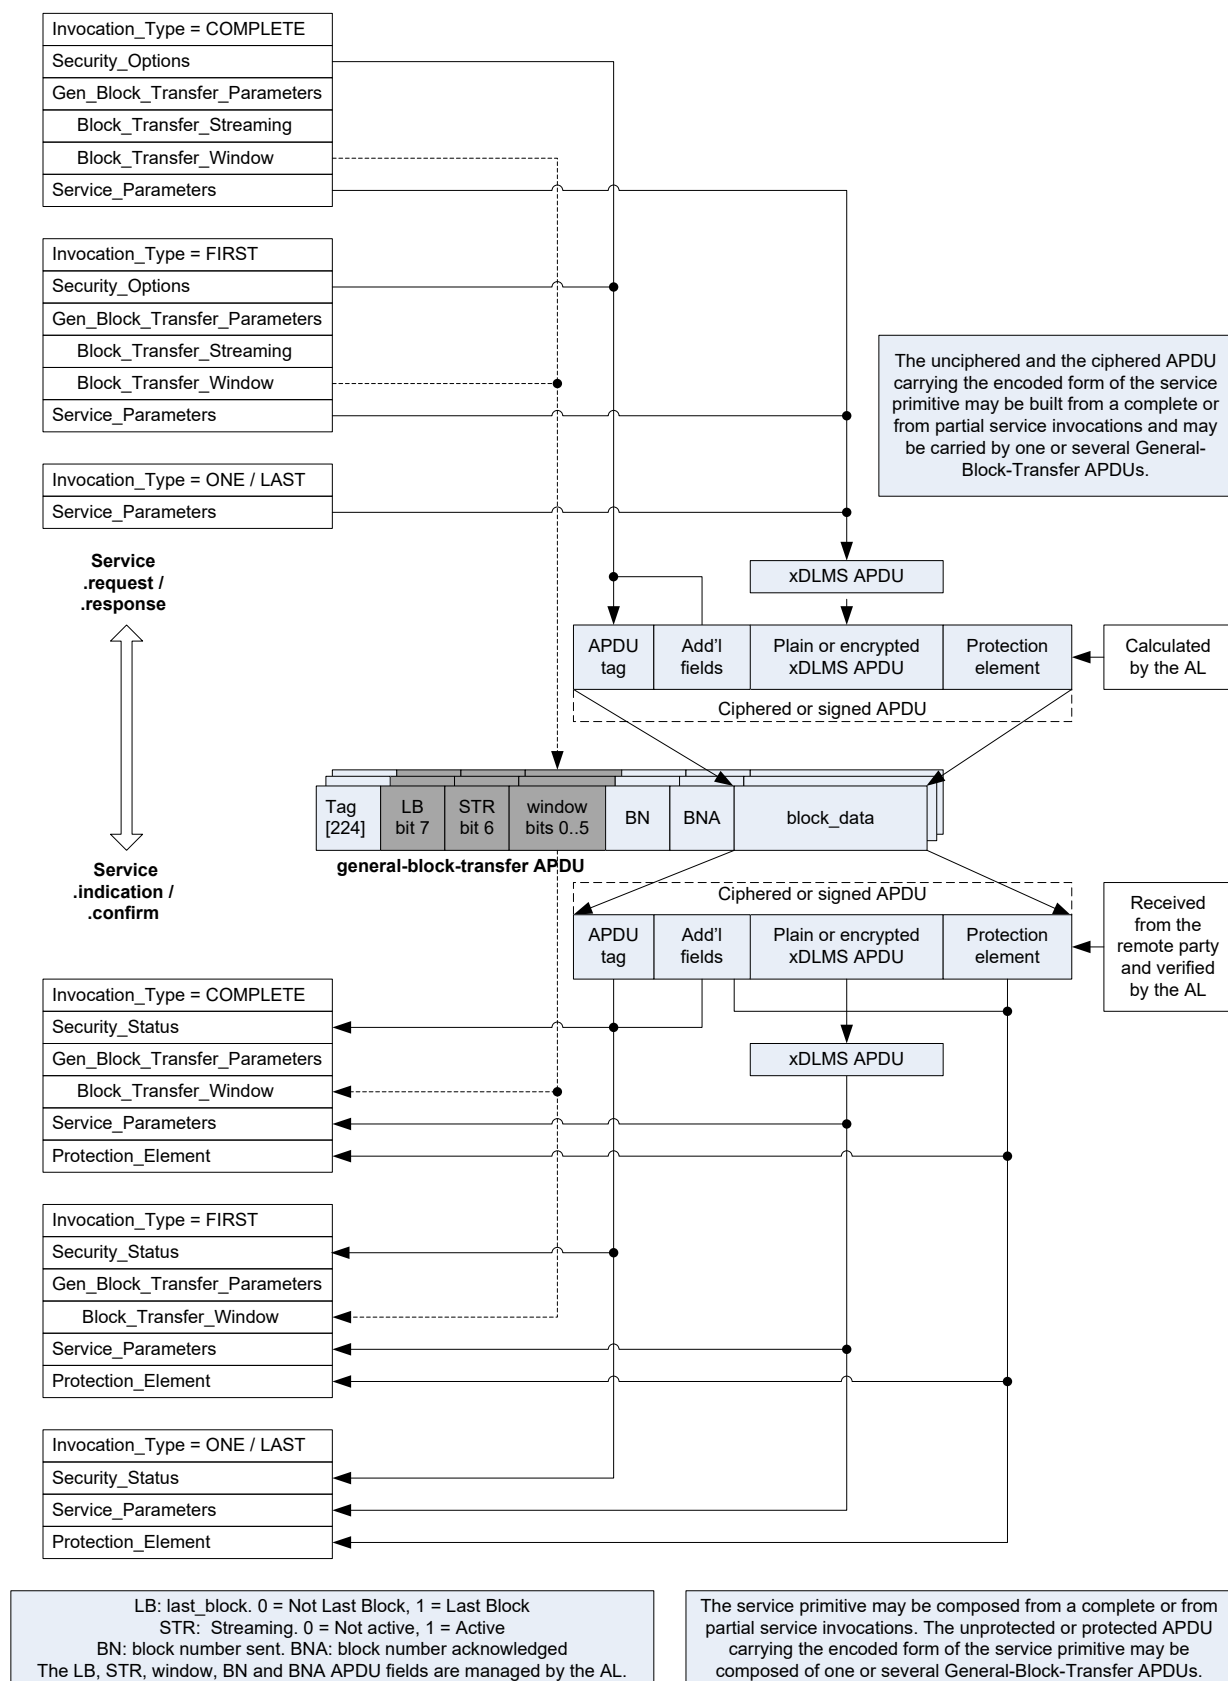 Invocation_Type = COMPLETE
Security_Options
Gen_Block_Transfer_Parameters
Block_Transfer_Streaming
Block_Transfer_Window
Service_Parameters
Invocation_Type = FIRST
Security_Options
Gen_Block_Transfer_Parameters
Block_Transfer_Streaming
Block_Transfer_Window
Service_Parameters
The unciphered and the ciphered APDU
carrying the encoded form of the service
primitive may be built from a complete or
from partial service invocations and may
be carried by one or several General-
Block-Transfer APDUs.
Invocation_Type = ONE / LAST
Service_Parameters
Service
.request /
.response
xDLMS APDU
APDU
tag
Add'l
fields
Plain or encrypted
xDLMS APDU
Protection
element
Calculated
by the AL
Ciphered or signed APDU
Tag
[224]
LB
bit 7
STR
bit 6
window
bits 0..5
BN
BNA
block_data
general-block-transfer APDU
Service
.indication /
.confirm
Ciphered or signed APDU
APDU
tag
Add'l
fields
Plain or encrypted
xDLMS APDU
Protection
element
Received
from the
remote party
and verified
by the AL
xDLMS APDU
Invocation_Type = COMPLETE
Security_Status
Gen_Block_Transfer_Parameters
Block_Transfer_Window
Service_Parameters
Protection_Element
Invocation_Type = FIRST
Security_Status
Gen_Block_Transfer_Parameters
Block_Transfer_Window
Service_Parameters
Protection_Element
Invocation_Type = ONE / LAST
Security_Status
Service_Parameters
Protection_Element
LB: last_block. 0 = Not Last Block, 1 = Last Block
STR: Streaming. 0 = Not active, 1 = Active
BN: block number sent. BNA: block number acknowledged
The LB, STR, window, BN and BNA APDU fields are managed by the AL.
The service primitive may be composed from a complete or from
partial service invocations. The unprotected or protected APDU
carrying the encoded form of the service primitive may be
composed of one or several General-Block-Transfer APDUs.